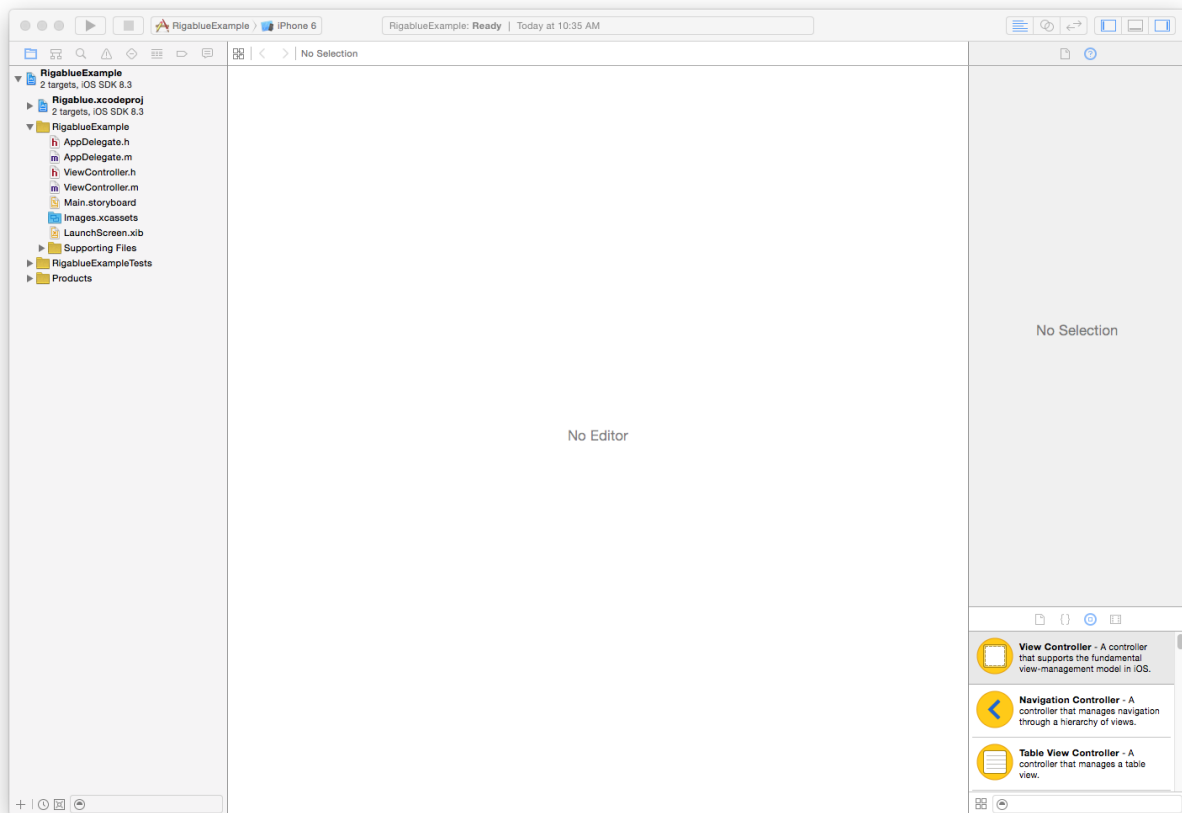 RigablueExample
iPhone 6
RigablueExample: Ready | Today at 10:35 AM
No Selection
RigablueExample
2 targets, iOS SDK 8.3
Rigablue.xcodeproj
2 targets, iOS SDK 8.3
RigablueExample
h AppDelegate.h
m AppDelegate.m
h ViewController.h
m ViewController.m
Main.storyboard
Images.xcassets
LaunchScreen.xib
Supporting Files
RigablueExampleTests
Products
No Editor
No Selection
View Controller - A controller
that supports the fundamental
view-management model in iOS.
Navigation Controller - A
controller that manages navigation
through a hierarchy of views.
Table View Controller - A
controller that manages a table
view.